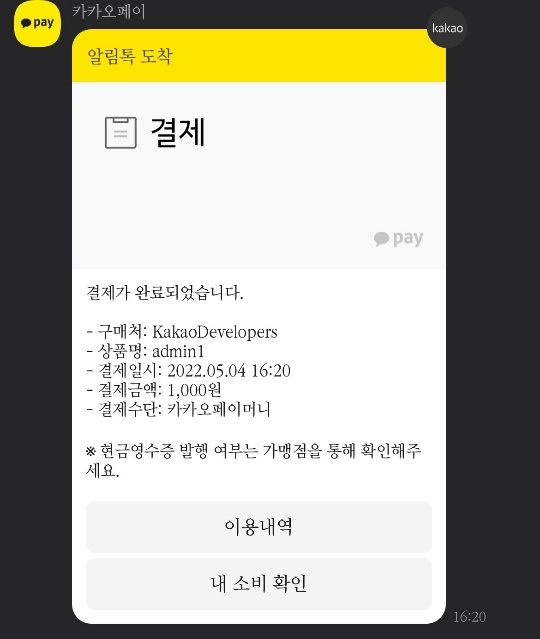 pay
카카오페이
kakao
알림톡 도착
결제
pay
결제가 완료되었습니다.
- 구매처: KakaoDevelopers
- 상품명: admin1
- 결제일시: 2022.05.04 16:20
- 결제금액: 1,000원
- 결제수단: 카카오페이머니
※ 현금영수증 발행 여부는 가맹점을 통해 확인해주
세요.
이용내역
내 소비 확인
16:20